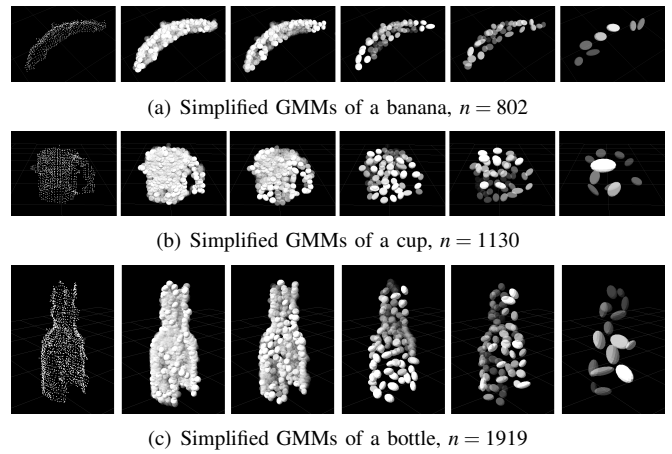 (a) Simplified GMMs of a banana, n = 802
(b) Simplified GMMs of a cup, n = 1130
(c) Simplified GMMs of a bottle, n = 1919